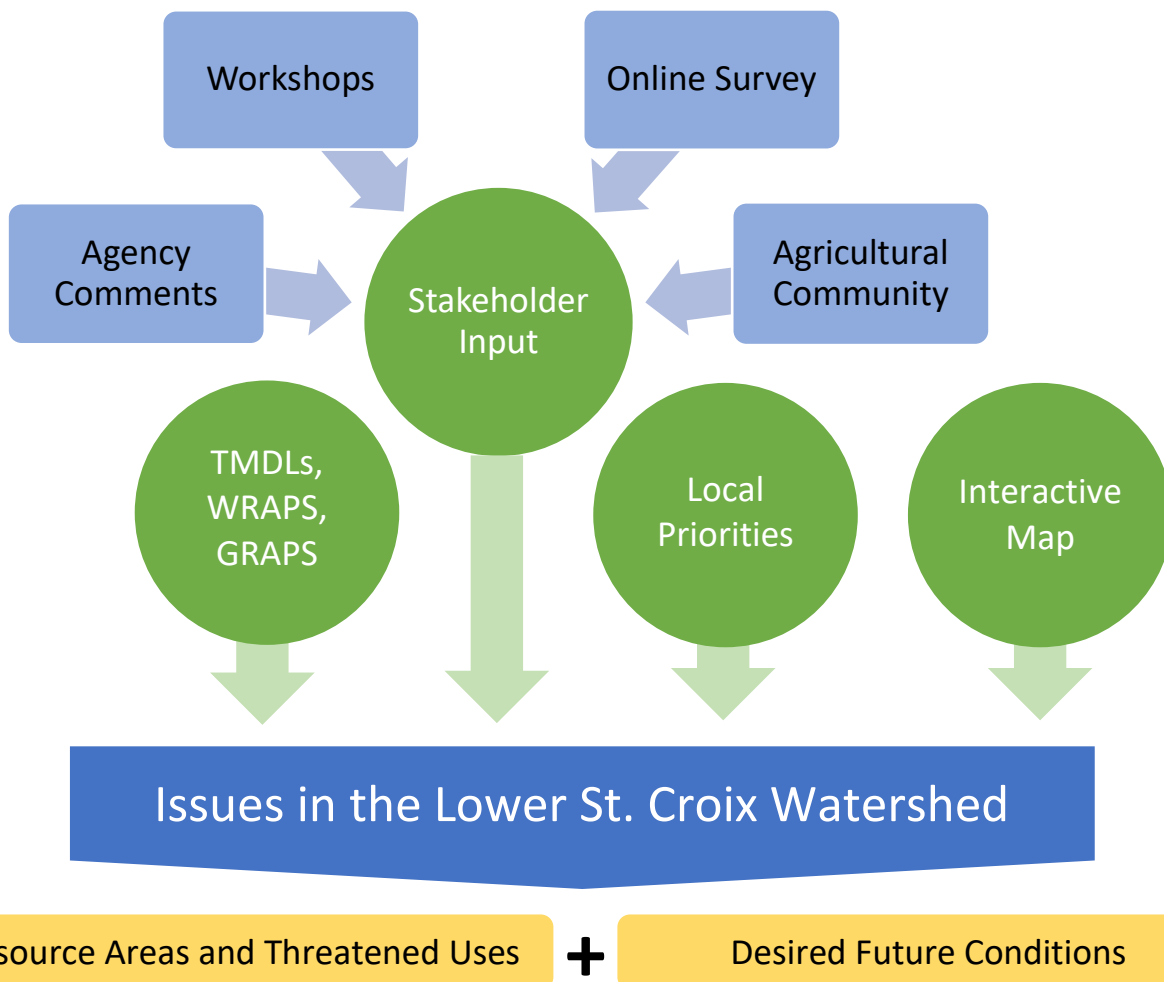 Workshops
Online Survey
Agency
Comments
Agricultural
Community
Stakeholder
Input
TMDLs,
WRAPS,
GRAPS
Local
Priorities
Interactive
Map
Issues in the Lower St. Croix Watershed
source Areas and Threatened Uses
+
Desired Future Conditions